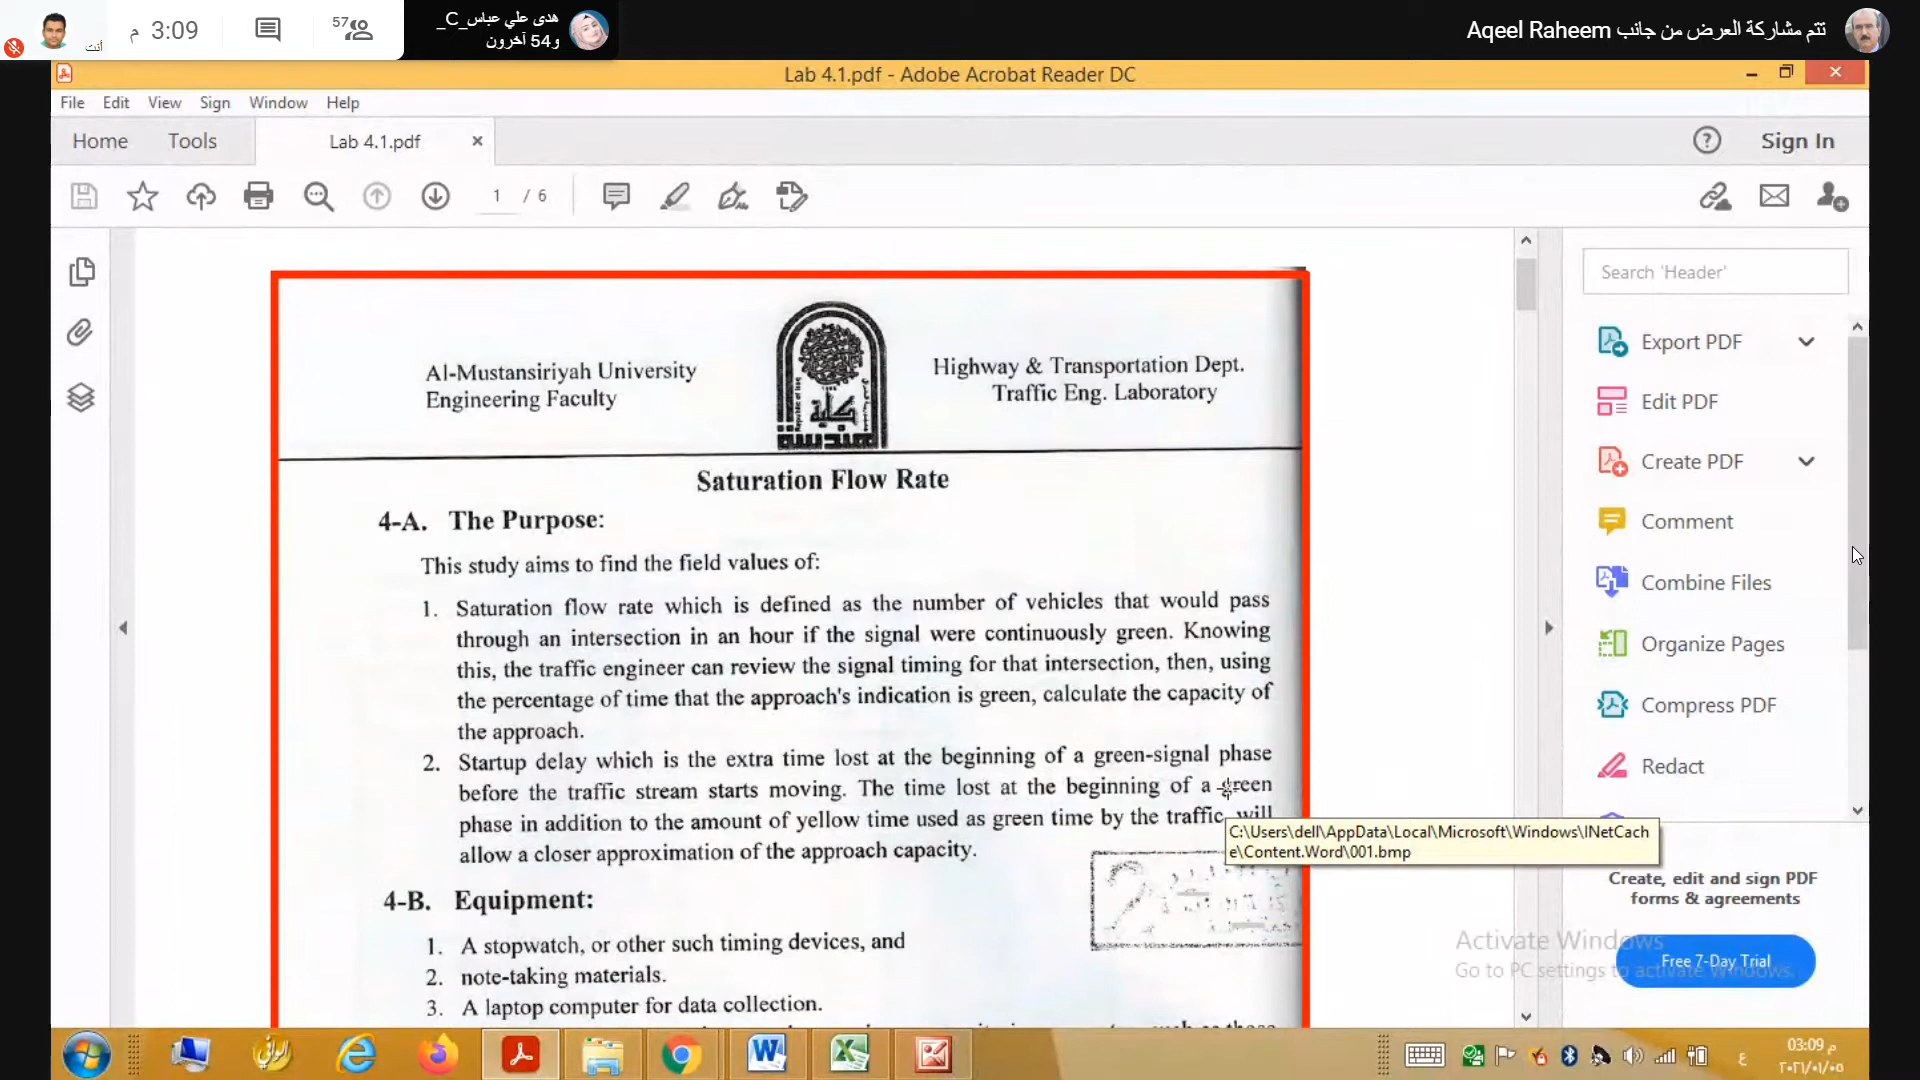 أنت
3:09 م
57
هدى علي عباس_C_
و54 آخرون
تتم مشاركة العرض من جانب Aqeel Raheem
Lab 4.1.pdf - Adobe Acrobat Reader DC
File Edit View Sign Window Help
Home Tools Lab 4.1.pdf × Sign In
1 / 6
Search 'Header'
Export PDF
Edit PDF
Create PDF
Comment
Combine Files
Organize Pages
Compress PDF
Redact
Create, edit and sign PDF
forms & agreements
Free 7-Day Trial
Activate Windows
Go to PC settings to activate Windows.
Al-Mustansiriyah University
Engineering Faculty
Highway & Transportation Dept.
Traffic Eng. Laboratory
Republic of Iraq
كلية
هندسة
Saturation Flow Rate
4-A. The Purpose:
This study aims to find the field values of:
1. Saturation flow rate which is defined as the number of vehicles that would pass
through an intersection in an hour if the signal were continuously green. Knowing
this, the traffic engineer can review the signal timing for that intersection, then, using
the percentage of time that the approach's indication is green, calculate the capacity of
the approach.
2. Startup delay which is the extra time lost at the beginning of a green-signal phase
before the traffic stream starts moving. The time lost at the beginning of a green
phase in addition to the amount of yellow time used as green time by the traffic, will
allow a closer approximation of the approach capacity.
C:\Users\dell\AppData\Local\Microsoft\Windows\INetCach
e\Content.Word\001.bmp
4-B. Equipment:
1. A stopwatch, or other such timing devices, and
2. note-taking materials.
3. A laptop computer for data collection.
الوافي
ع
03:09 م
٢٠٢١/٠١/٠٥